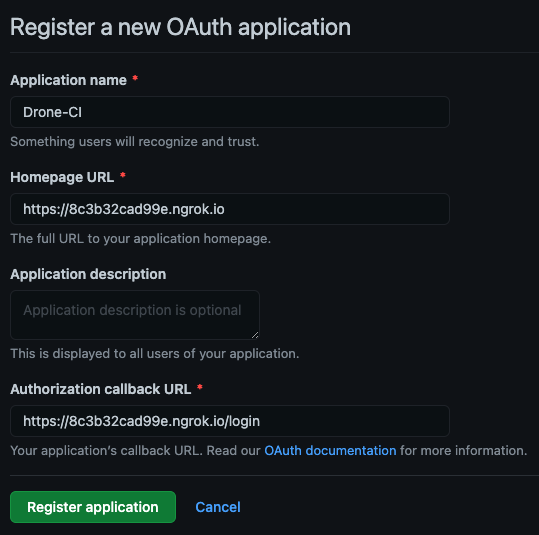 Register a new OAuth application
Application name *
Drone-CI
Something users will recognize and trust.
Homepage URL *
https://8c3b32cad99e.ngrok.io
The full URL to your application homepage.
Application description
Application description is optional
This is displayed to all users of your application.
Authorization callback URL *
https://8c3b32cad99e.ngrok.io/login
Your application's callback URL. Read our OAuth documentation for more information.
Register application Cancel